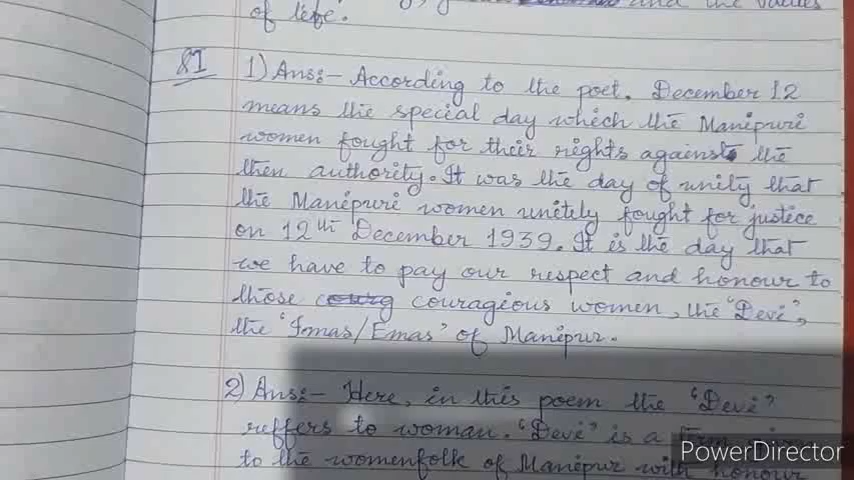 and the values
of life.
Q1 1) Ans:- According to the poet. December 12
means the special day which the Manipuri
women fought for their rights against the
then authority. It was the day of unity that
the Manipuri women unitely fought for justice
on 12th December 1939. It is the day that
we have to pay our respect and honour to
those courageous women, the "Devi",
the 'Imas/Emas' of Manipur.
2) Ans:- Here, in this poem the "Devi"
reffers to woman. "Devi" is a
to the womenfolk of Manipur with honour
PowerDirector